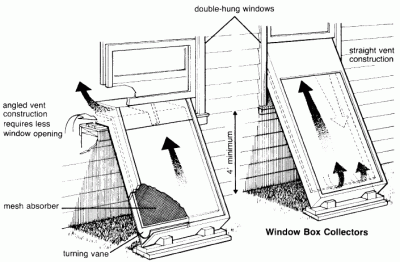 double-hung windows
straight vent
construction
angled vent
construction
requires less
window opening
4' minimum
mesh absorber
turning vane
Window Box Collectors